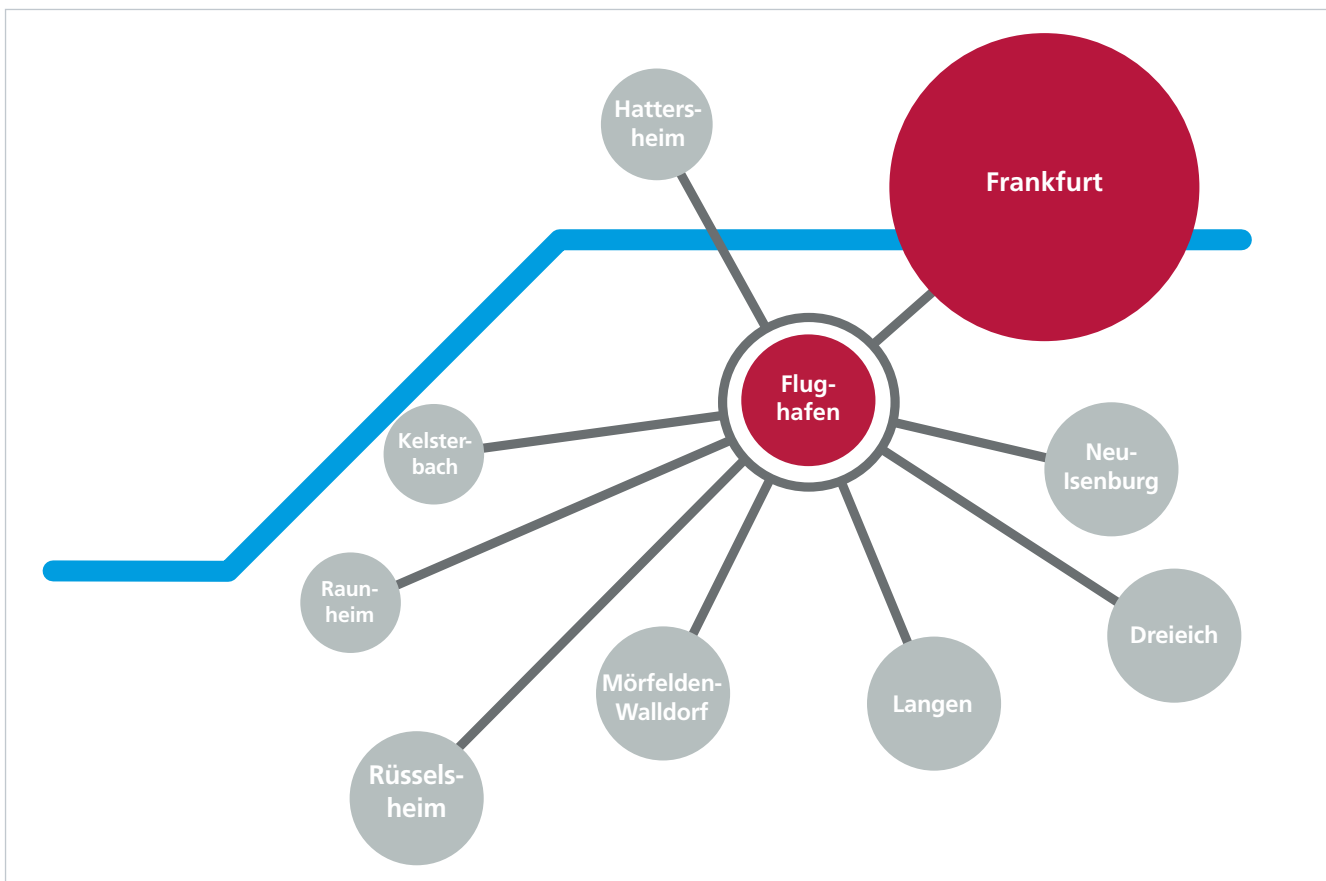 Hatters-
heim
Frankfurt
Flug-
hafen
Kelster-
bach
Neu-
Isenburg
Raun-
heim
Dreieich
Mörfelden-
Walldorf
Langen
Rüssels-
heim